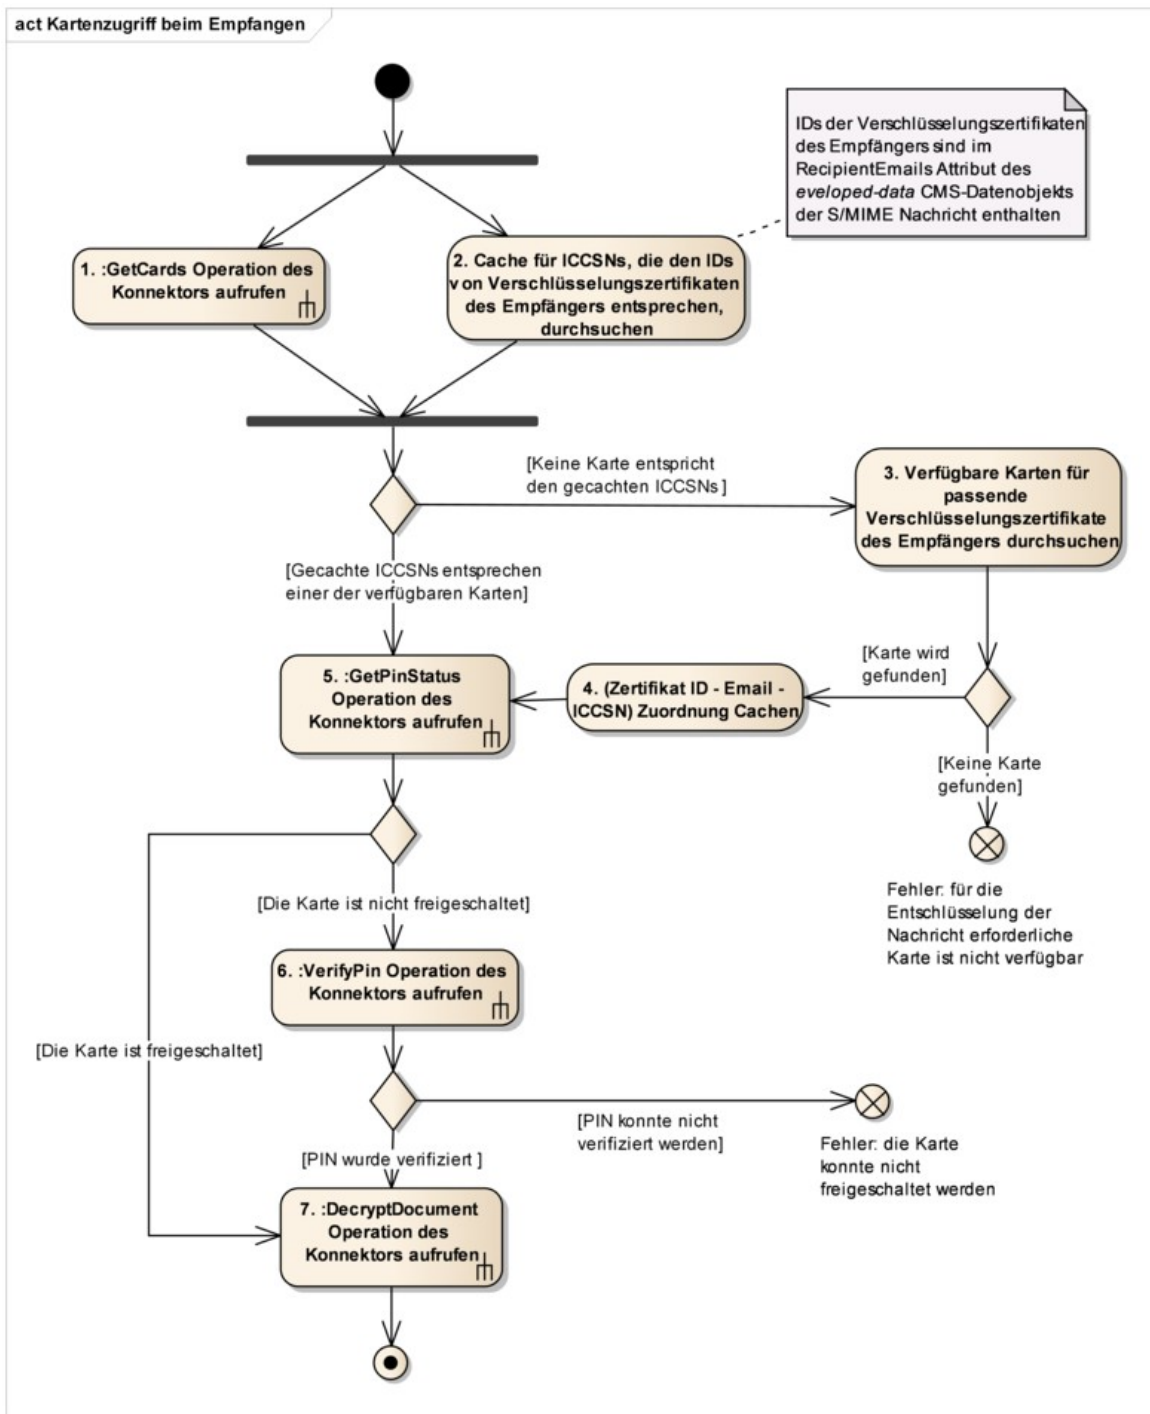 act Kartenzugriff beim Empfangen
IDs der Verschlüsselungszertifikaten
des Empfängers sind im
RecipientEmails Attribut des
eveloped-data CMS-Datenobjekts
der S/MIME Nachricht enthalten
1. :GetCards Operation des
Konnektors aufrufen
2. Cache für ICCSNs, die den IDs
von Verschlüsselungszertifikaten
des Empfängers entsprechen,
durchsuchen
[Keine Karte entspricht
den gecachten ICCSNs ]
3. Verfügbare Karten für
passende
Verschlüsselungszertifikate
des Empfängers durchsuchen
[Gecachte ICCSNs entsprechen
einer der verfügbaren Karten]
[Karte wird
gefunden]
5. :GetPinStatus
Operation des
Konnektors aufrufen
4. (Zertifikat ID - Email -
ICCSN) Zuordnung Cachen
[Keine Karte
gefunden]
Fehler: für die
Entschlüsselung der
Nachricht erforderliche
Karte ist nicht verfügbar
[Die Karte ist nicht freigeschaltet]
6. :VerifyPin Operation des
Konnektors aufrufen
[Die Karte ist freigeschaltet]
[PIN konnte nicht
verifiziert werden]
Fehler: die Karte
konnte nicht
freigeschaltet werden
[PIN wurde verifiziert ]
7. :DecryptDocument
Operation des
Konnektors aufrufen